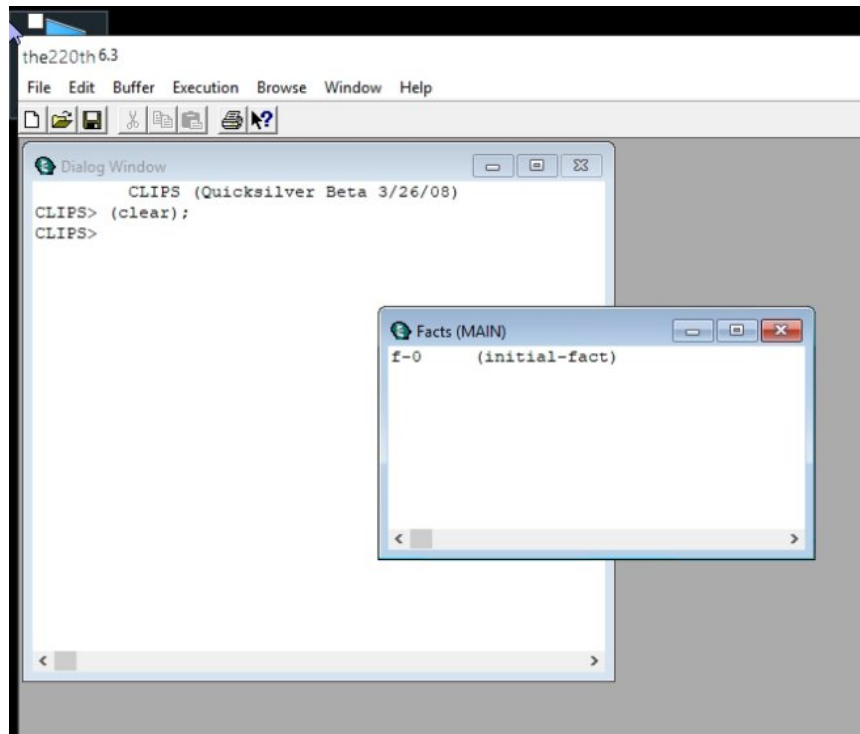 the220th 6.3
File Edit Buffer Execution Browse Window Help
Dialog Window
CLIPS (Quicksilver Beta 3/26/08)
CLIPS> (clear);
CLIPS>
Facts (MAIN)
f-0 (initial-fact)